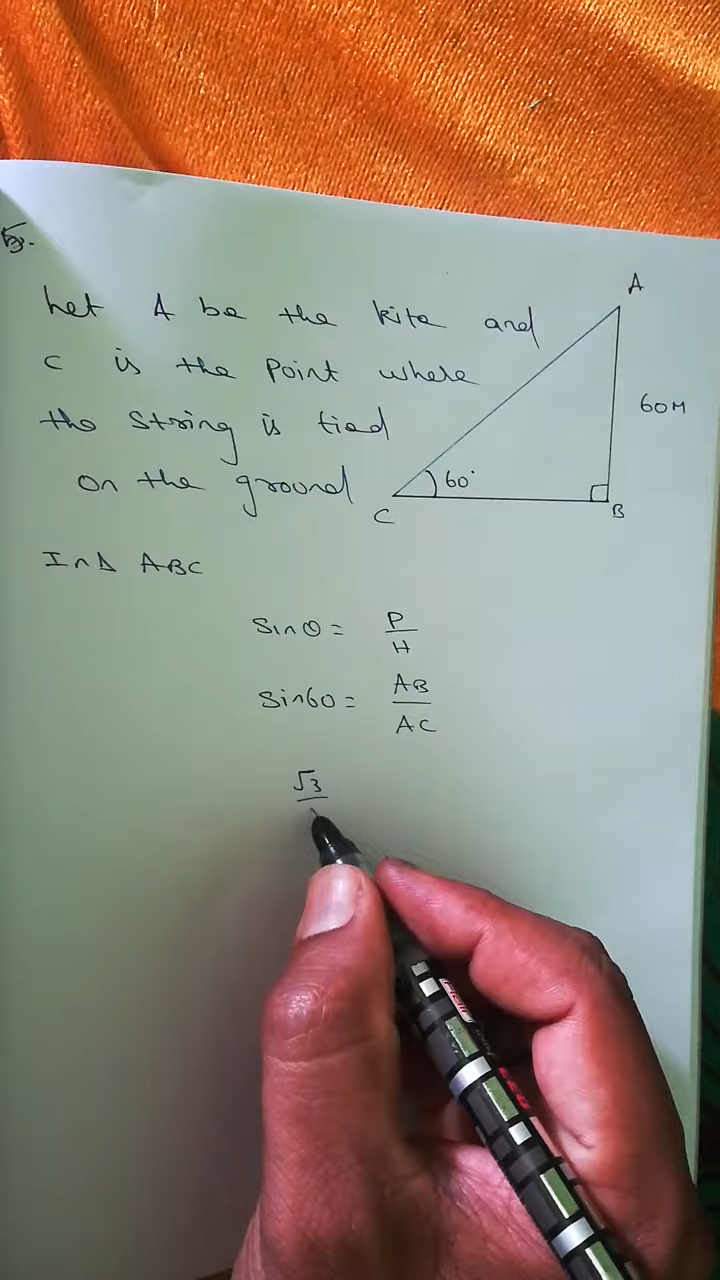 5.
Let A be the kite and
C is the point where
the string is tied
on the ground
A
60M
60°
C
B
In Δ ABC
Sinθ = P/H
Sin60 = AB/AC
√3